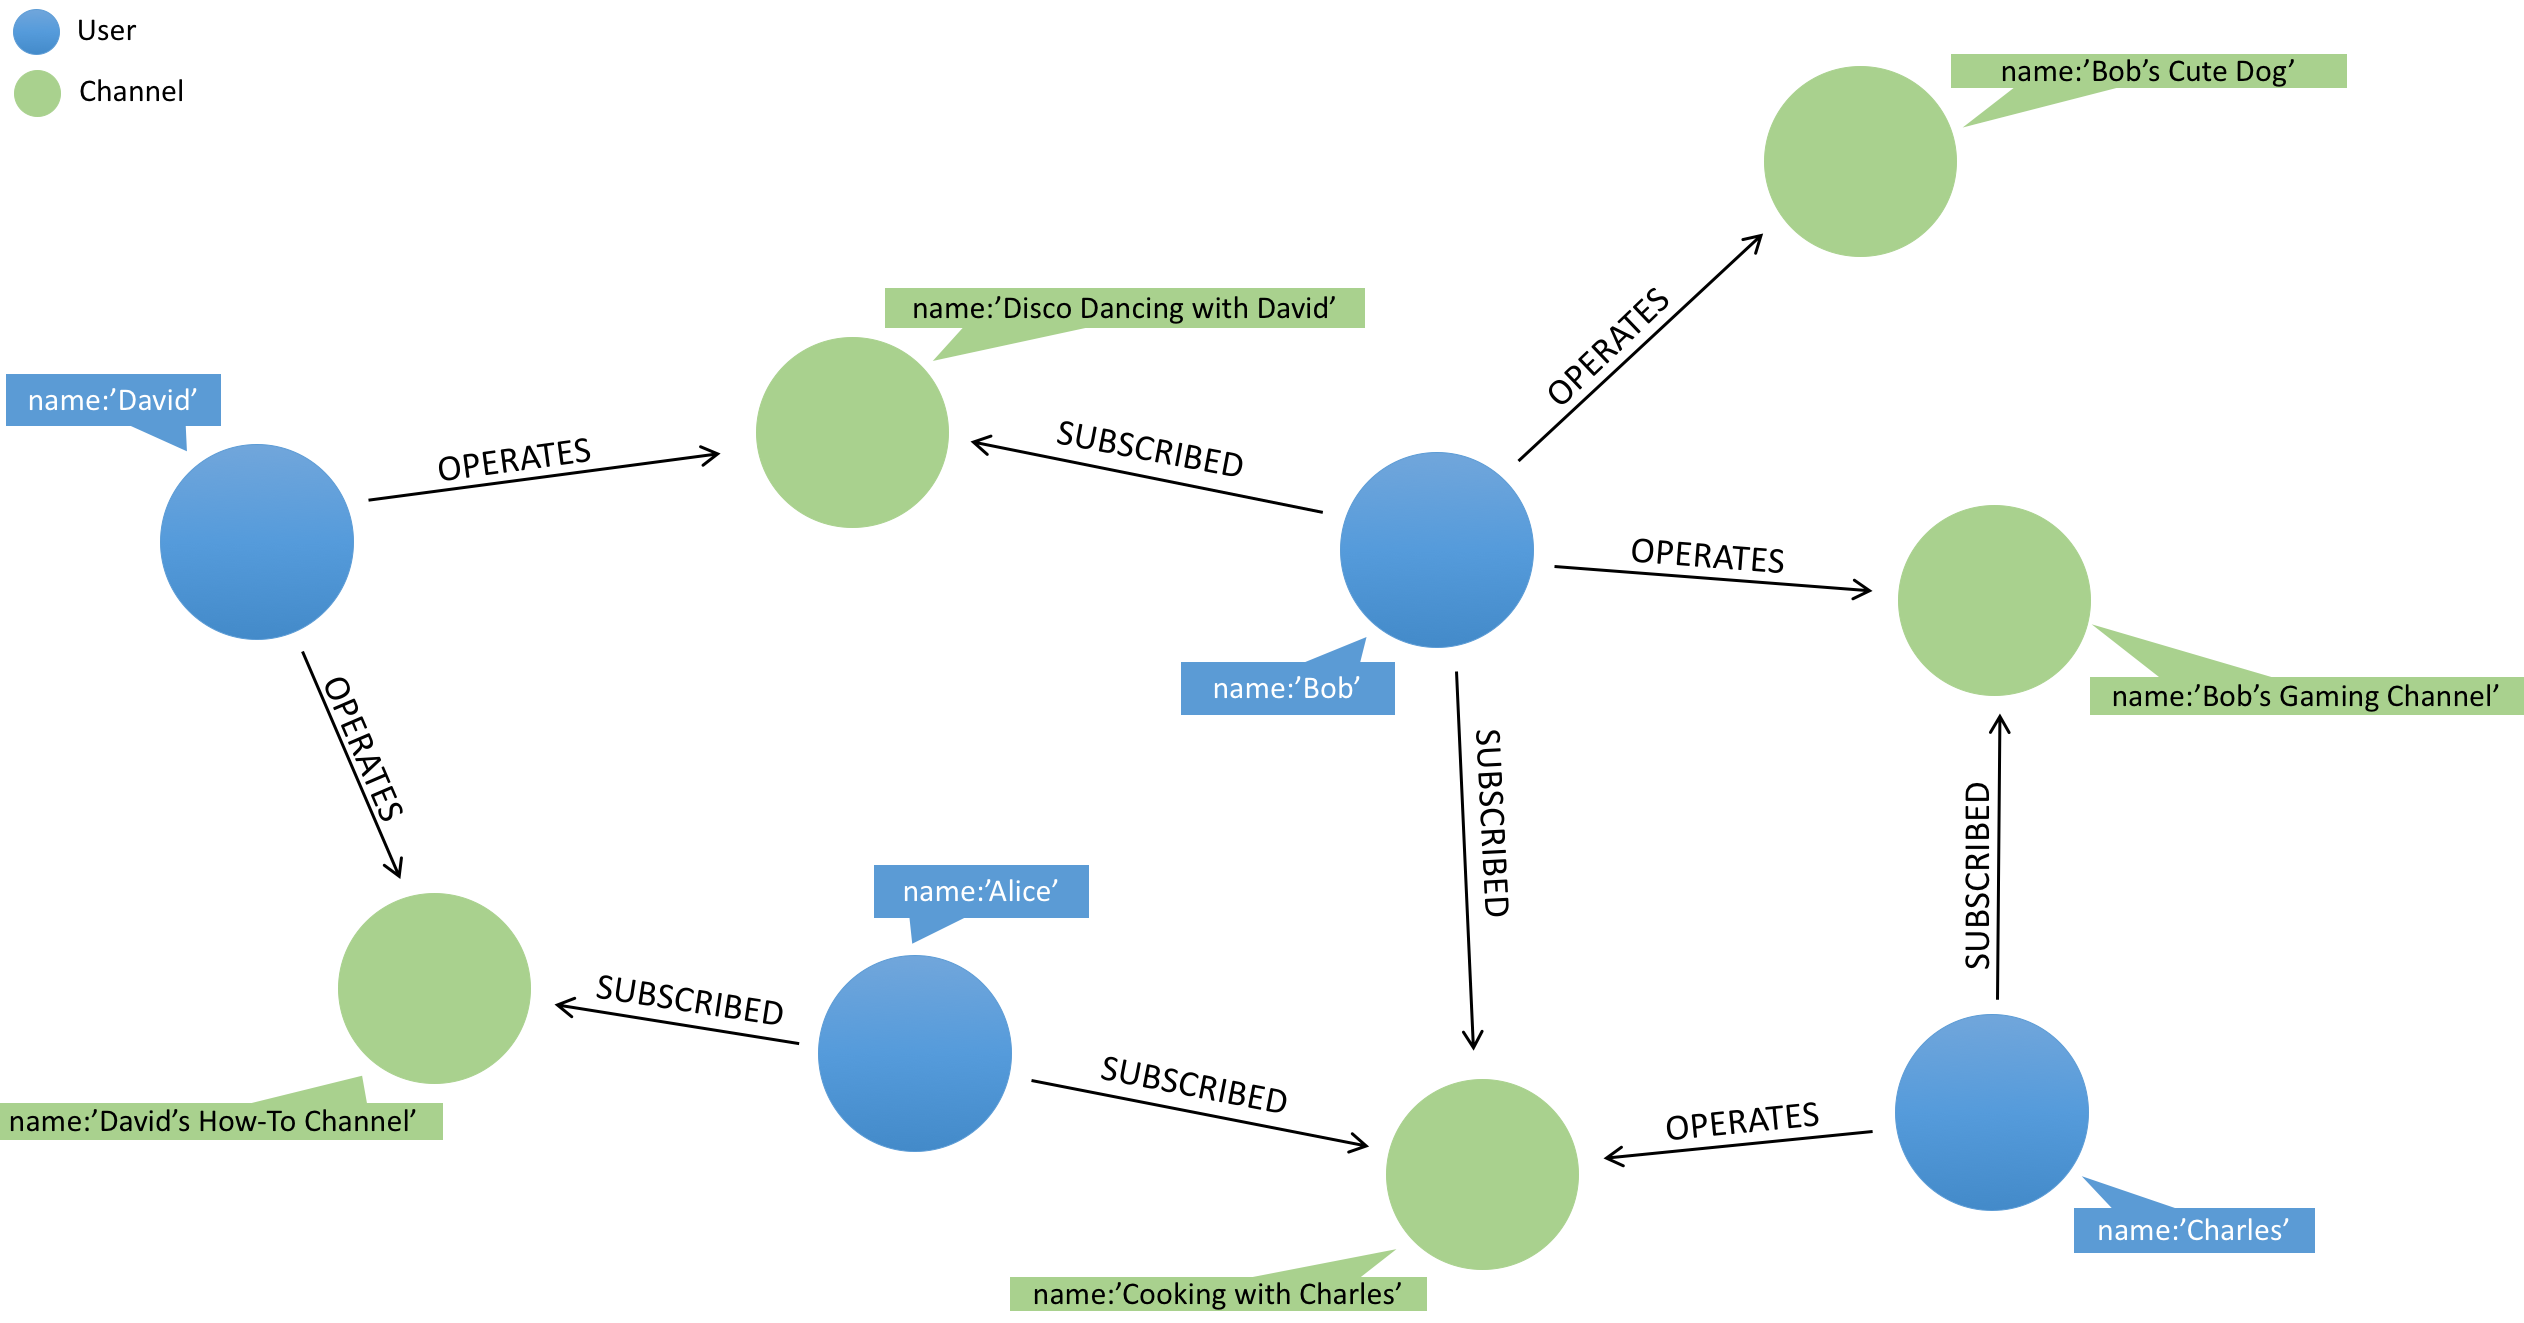 User
Channel
name:’Bob’s Cute Dog’
name:’Disco Dancing with David’
OPERATES
name:’David’
OPERATES
SUBSCRIBED
OPERATES
name:’Bob’
name:’Bob’s Gaming Channel’
OPERATES
SUBSCRIBED
SUBSCRIBED
name:’Alice’
SUBSCRIBED
SUBSCRIBED
OPERATES
name:’David’s How-To Channel’
name:’Charles’
name:’Cooking with Charles’